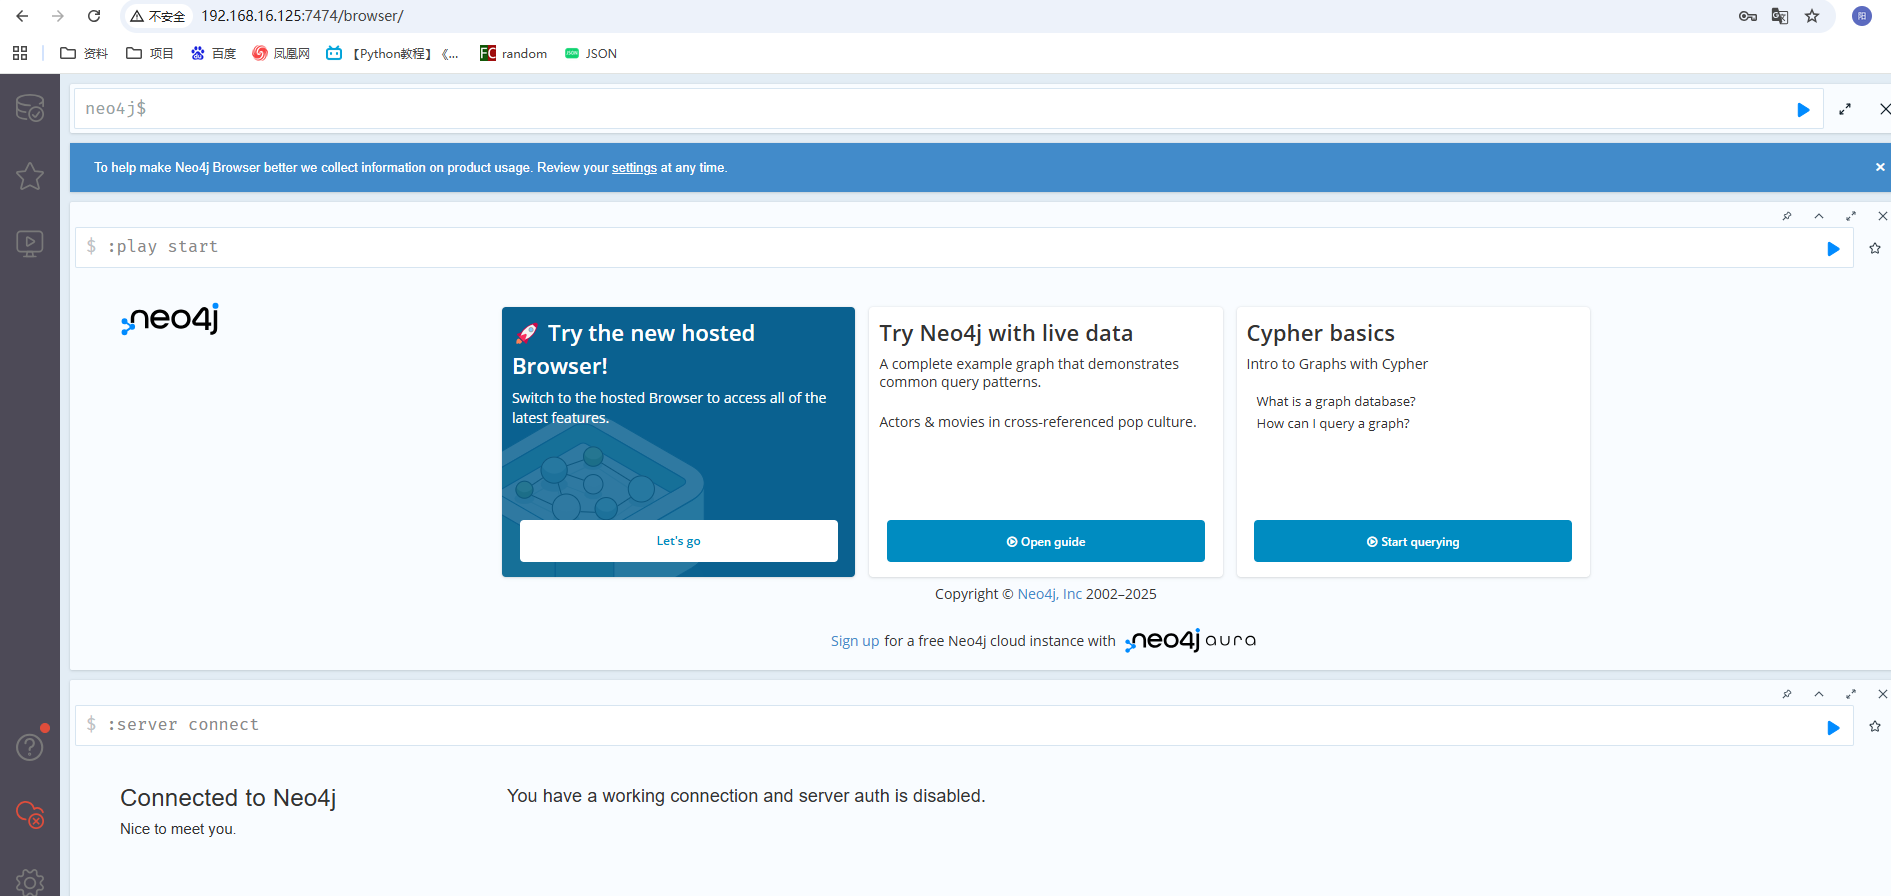 不安全 192.168.16.125:7474/browser/
阳
资料 项目 百度 凤凰网 【Python教程】《... FC random JSON
neo4j$
To help make Neo4j Browser better we collect information on product usage. Review your settings at any time.
$ :play start
neo4j
Try the new hosted
Browser!
Switch to the hosted Browser to access all of the
latest features.
Let's go
Try Neo4j with live data
A complete example graph that demonstrates
common query patterns.
Actors & movies in cross-referenced pop culture.
Open guide
Cypher basics
Intro to Graphs with Cypher
What is a graph database?
How can I query a graph?
Start querying
Copyright © Neo4j, Inc 2002–2025
Sign up for a free Neo4j cloud instance with neo4j aura
$ :server connect
Connected to Neo4j
Nice to meet you.
You have a working connection and server auth is disabled.